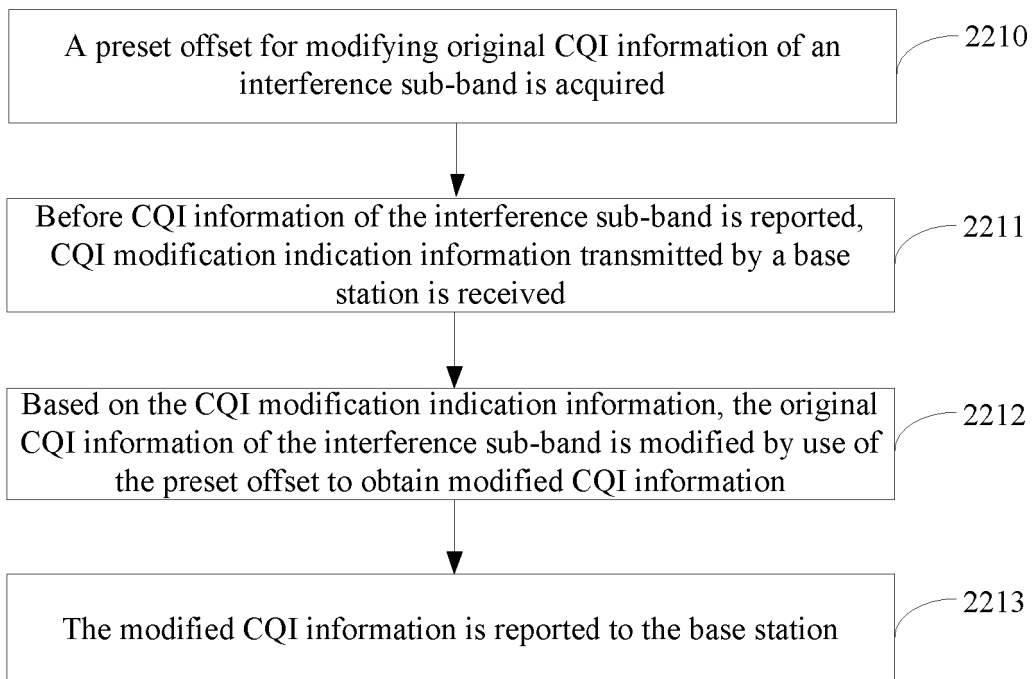 A preset offset for modifying original CQI information of an
interference sub-band is acquired
2210
Before CQI information of the interference sub-band is reported,
CQI modification indication information transmitted by a base
station is received
2211
Based on the CQI modification indication information, the original
CQI information of the interference sub-band is modified by use of
the preset offset to obtain modified CQI information
2212
The modified CQI information is reported to the base station
2213